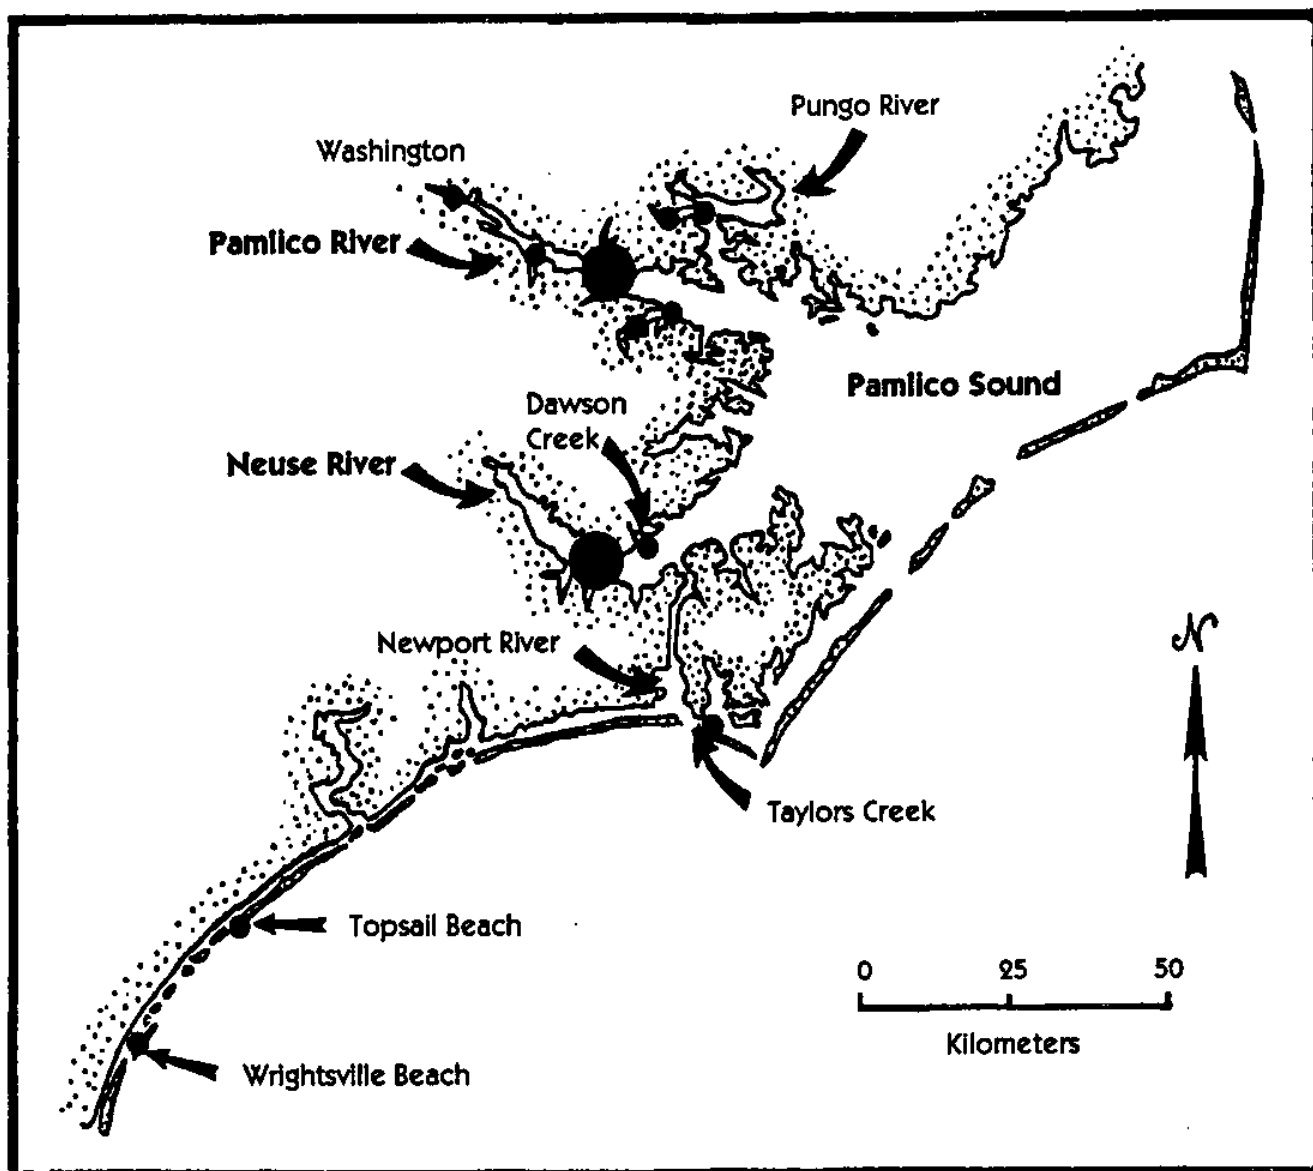 Pungo River
Washington
Pamlico River
Pamlico Sound
Dawson
Creek
Neuse River
N
Newport River
Taylors Creek
Topsail Beach
0 25 50
Kilometers
Wrightsville Beach